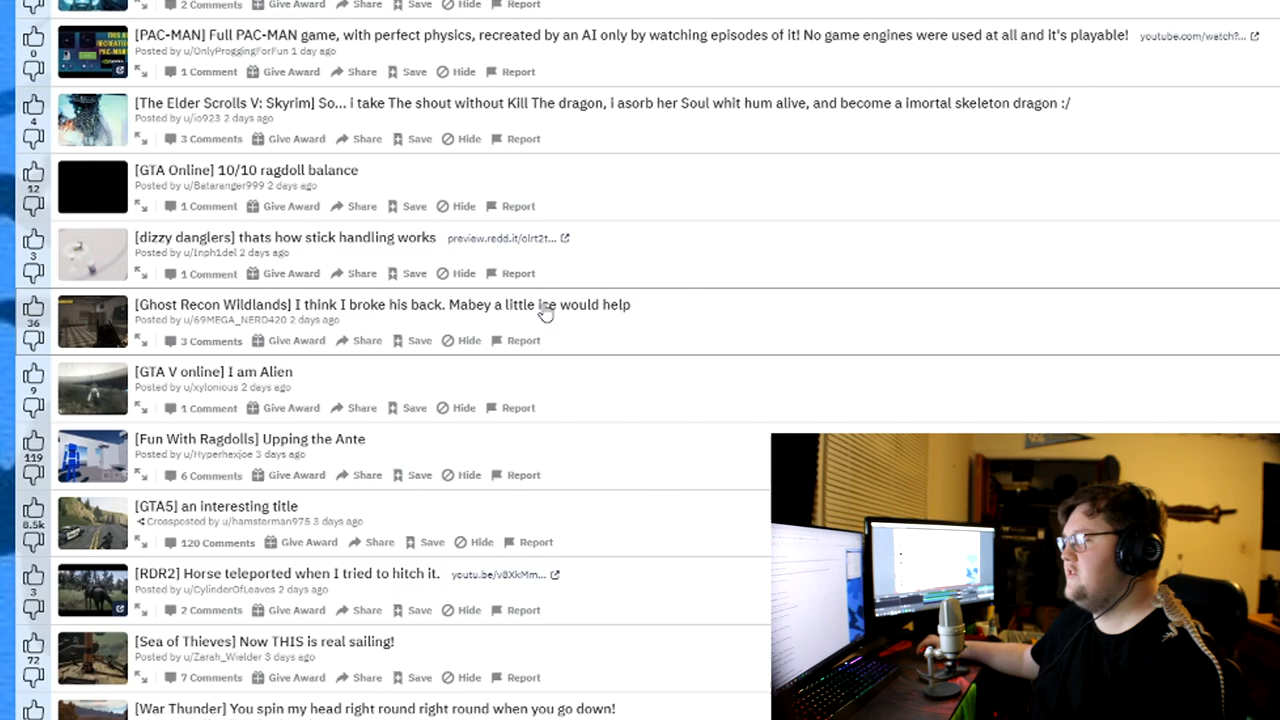 2 Comments Give Award Share Save Hide Report
[PAC-MAN] Full PAC-MAN game, with perfect physics, recreated by an AI only by watching episodes of it! No game engines were used at all and it's playable! youtube.com/watch?...
Posted by u/OnlyProggingForFun 1 day ago
1 Comment Give Award Share Save Hide Report
[The Elder Scrolls V: Skyrim] So... i take The shout without Kill The dragon, i asorb her Soul whit hum alive, and become a imortal skeleton dragon :/
4
Posted by u/io923 2 days ago
3 Comments Give Award Share Save Hide Report
[GTA Online] 10/10 ragdoll balance
12
Posted by u/Bataranger999 2 days ago
1 Comment Give Award Share Save Hide Report
[dizzy danglers] thats how stick handling works preview.redd.it/olrt2t...
3
Posted by u/Inph1del 2 days ago
1 Comment Give Award Share Save Hide Report
[Ghost Recon Wildlands] I think I broke his back. Mabey a little ice would help
36
Posted by u/69MEGA_NERD420 2 days ago
3 Comments Give Award Share Save Hide Report
[GTA V online] I am Alien
9
Posted by u/xylonious 2 days ago
1 Comment Give Award Share Save Hide Report
[Fun With Ragdolls] Upping the Ante
119
Posted by u/Hyperhexjoe 3 days ago
6 Comments Give Award Share Save Hide Report
[GTA5] an interesting title
8.5k
Crossposted by u/hamsterman975 3 days ago
120 Comments Give Award Share Save Hide Report
[RDR2] Horse teleported when I tried to hitch it. youtu.be/v8XkMm...
3
Posted by u/CylinderOfLeaves 2 days ago
2 Comments Give Award Share Save Hide Report
[Sea of Thieves] Now THIS is real sailing!
72
Posted by u/Zarah_Wielder 3 days ago
7 Comments Give Award Share Save Hide Report
[War Thunder] You spin my head right round right round when you go down!